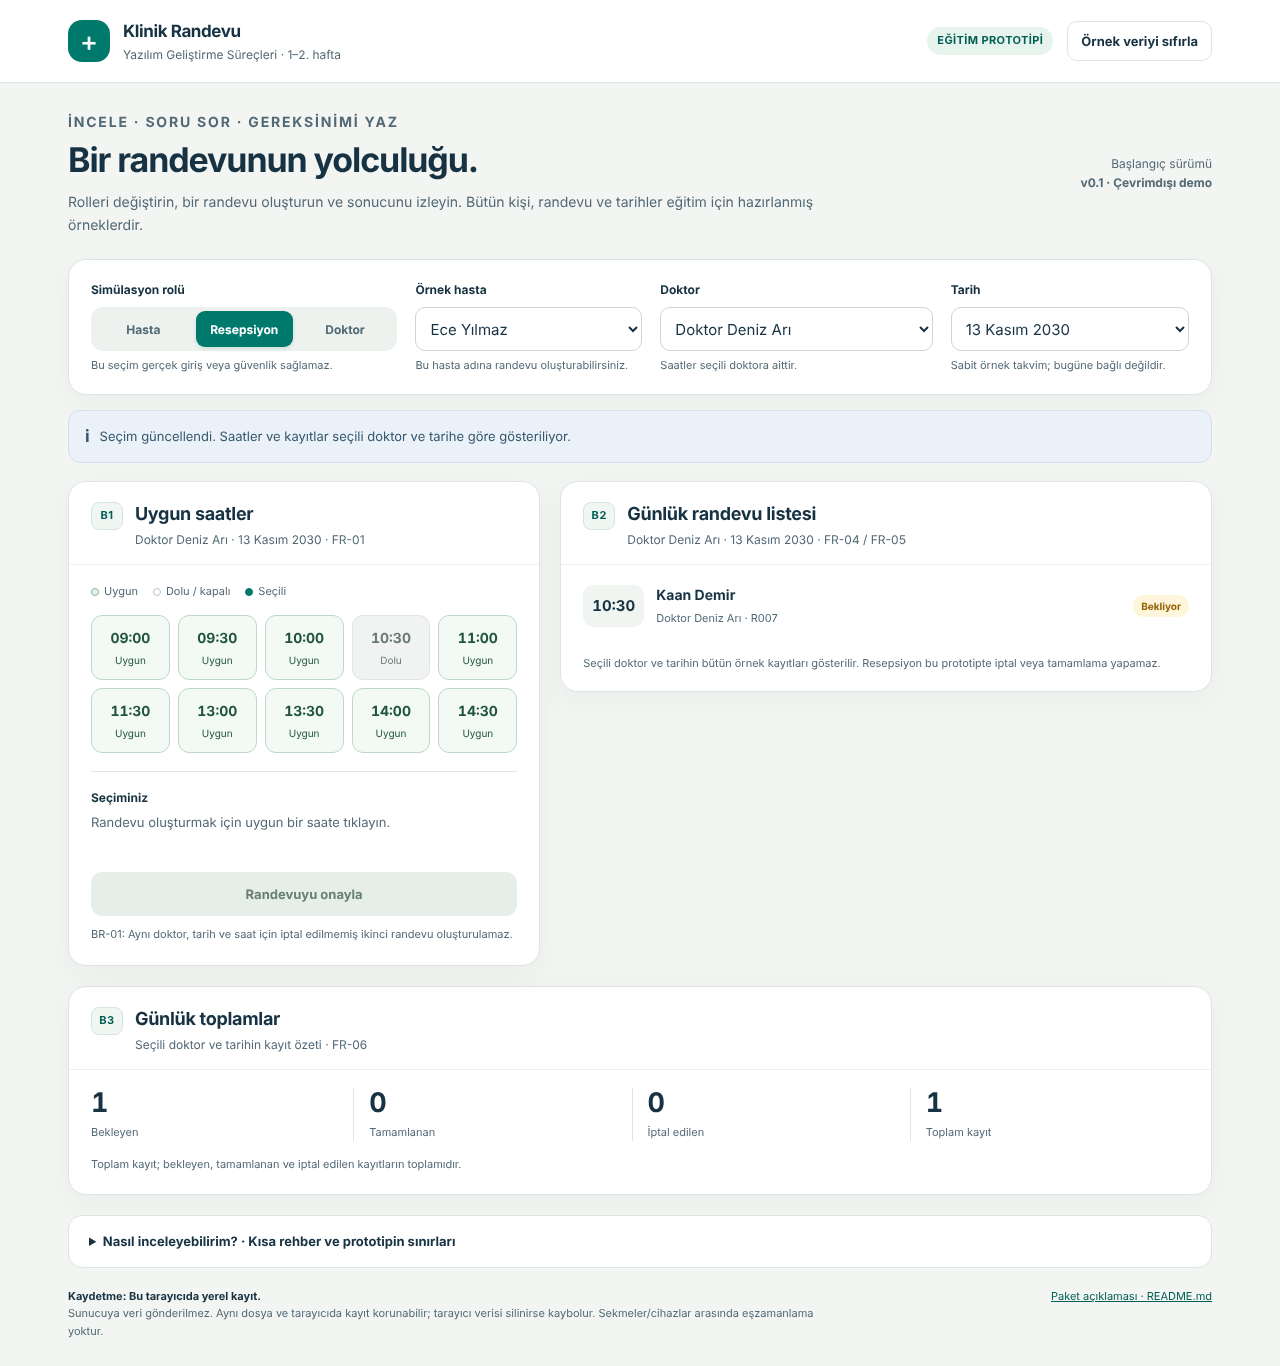 +
Klinik Randevu
Yazılım Geliştirme Süreçleri · 1–2. hafta
EĞİTİM PROTOTİPİ
Örnek veriyi sıfırla
İNCELE · SORU SOR · GEREKSİNİMİ YAZ
Bir randevunun yolculuğu.
Rolleri değiştirin, bir randevu oluşturun ve sonucunu izleyin. Bütün kişi, randevu ve tarihler eğitim için hazırlanmış
örneklerdir.
Başlangıç sürümü
v0.1 · Çevrimdışı demo
Simülasyon rolü
Hasta
Resepsiyon
Doktor
Bu seçim gerçek giriş veya güvenlik sağlamaz.
Örnek hasta
Ece Yılmaz
Bu hasta adına randevu oluşturabilirsiniz.
Doktor
Doktor Deniz Arı
Saatler seçili doktora aittir.
Tarih
13 Kasım 2030
Sabit örnek takvim; bugüne bağlı değildir.
i Seçim güncellendi. Saatler ve kayıtlar seçili doktor ve tarihe göre gösteriliyor.
B1
Uygun saatler
Doktor Deniz Arı · 13 Kasım 2030 · FR-01
Uygun
Dolu / kapalı
Seçili
09:00
Uygun
09:30
Uygun
10:00
Uygun
10:30
Dolu
11:00
Uygun
11:30
Uygun
13:00
Uygun
13:30
Uygun
14:00
Uygun
14:30
Uygun
Seçiminiz
Randevu oluşturmak için uygun bir saate tıklayın.
Randevuyu onayla
BR-01: Aynı doktor, tarih ve saat için iptal edilmemiş ikinci randevu oluşturulamaz.
B2
Günlük randevu listesi
Doktor Deniz Arı · 13 Kasım 2030 · FR-04 / FR-05
10:30
Kaan Demir
Doktor Deniz Arı · R007
Bekliyor
Seçili doktor ve tarihin bütün örnek kayıtları gösterilir. Resepsiyon bu prototipte iptal veya tamamlama yapamaz.
B3
Günlük toplamlar
Seçili doktor ve tarihin kayıt özeti · FR-06
1
Bekleyen
0
Tamamlanan
0
İptal edilen
1
Toplam kayıt
Toplam kayıt; bekleyen, tamamlanan ve iptal edilen kayıtların toplamıdır.
Nasıl inceleyebilirim? · Kısa rehber ve prototipin sınırları
Kaydetme: Bu tarayıcıda yerel kayıt.
Sunucuya veri gönderilmez. Aynı dosya ve tarayıcıda kayıt korunabilir; tarayıcı verisi silinirse kaybolur. Sekmeler/cihazlar arasında eşzamanlama
yoktur.
Paket açıklaması · README.md